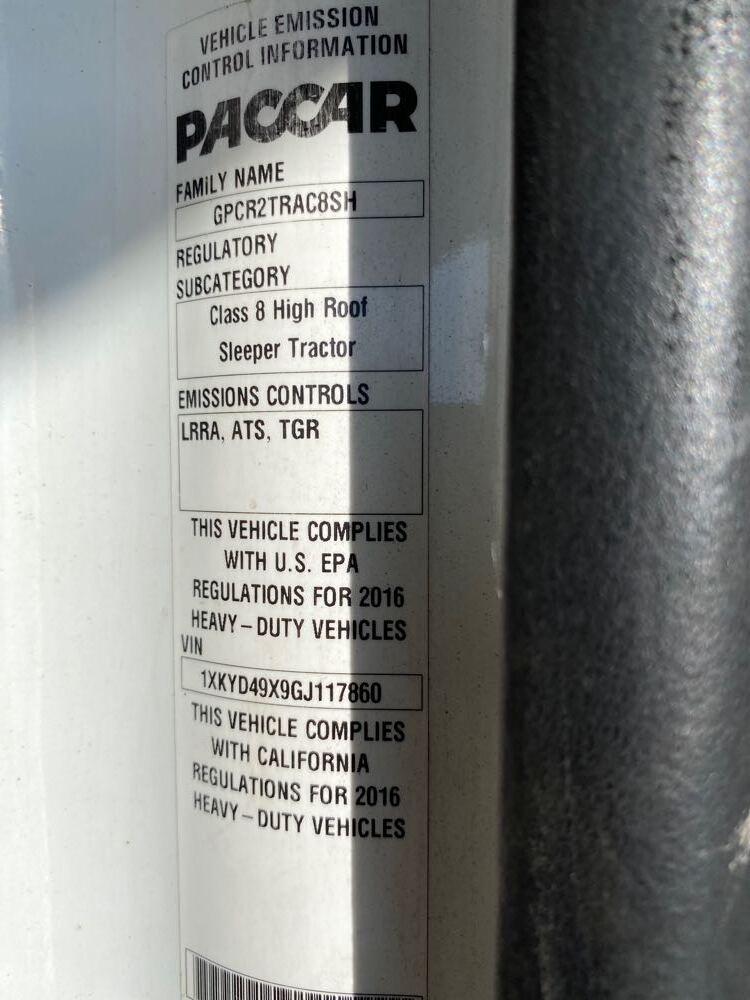 VEHICLE EMISSION
CONTROL INFORMATION
PACCAR
FAMILY NAME
GPCR2TRAC8SH
REGULATORY
SUBCATEGORY
Class 8 High Roof
Sleeper Tractor
EMISSIONS CONTROLS
LRRA, ATS, TGR
THIS VEHICLE COMPLIES
WITH U.S. EPA
REGULATIONS FOR 2016
HEAVY-DUTY VEHICLES
VIN
1XKYD49X9GJ117860
THIS VEHICLE COMPLIES
WITH CALIFORNIA
REGULATIONS FOR 2016
HEAVY-DUTY VEHICLES